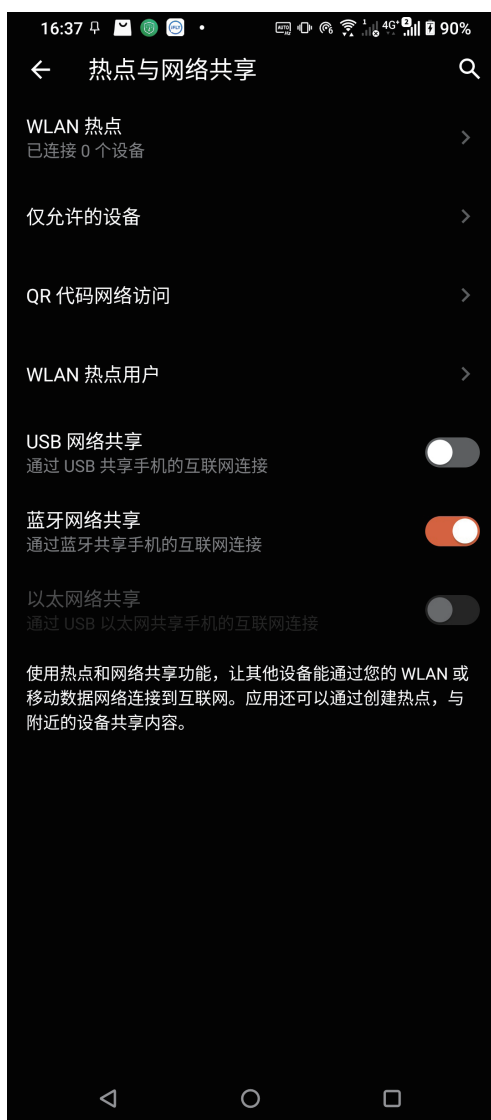 16:37
1 4G+ 2 90%
热点与网络共享
WLAN 热点
已连接 0 个设备
仅允许的设备
QR 代码网络访问
WLAN 热点用户
USB 网络共享
通过 USB 共享手机的互联网连接
蓝牙网络共享
通过蓝牙共享手机的互联网连接
以太网络共享
通过 USB 以太网共享手机的互联网连接
使用热点和网络共享功能，让其他设备能通过您的 WLAN 或
移动数据网络连接到互联网。应用还可以通过创建热点，与
附近的设备共享内容。